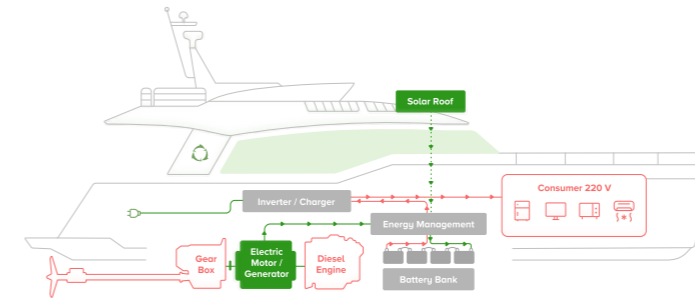 Solar Roof
Consumer 220 V
Inverter / Charger
Energy Management
Gear
Box
Electric
Motor /
Generator
Diesel
Engine
Battery Bank